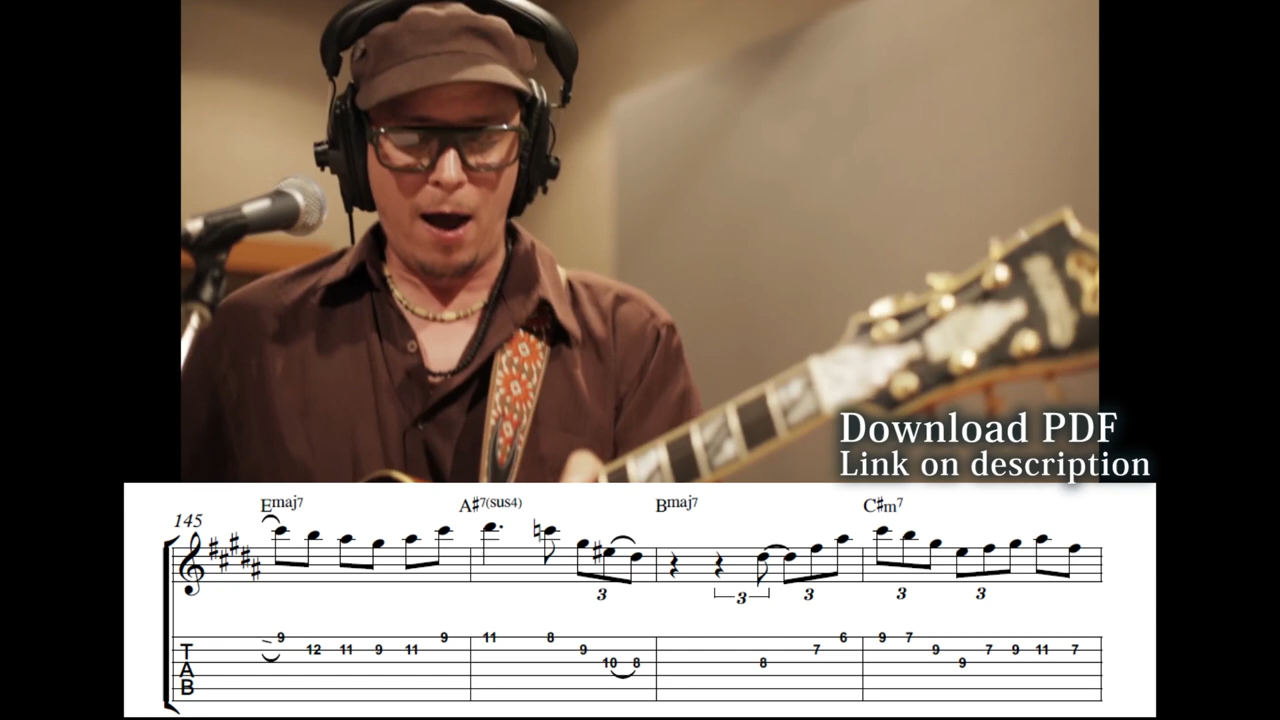 Download PDF
Link on description
Emaj7 A♯7(sus4) Bmaj7 C♯m7
145
3 3 3 3 3
9 12 11 9 11 9 11 8 9 10 8 8 7 6 9 7 9 9 7 9 11 7
T
A
B